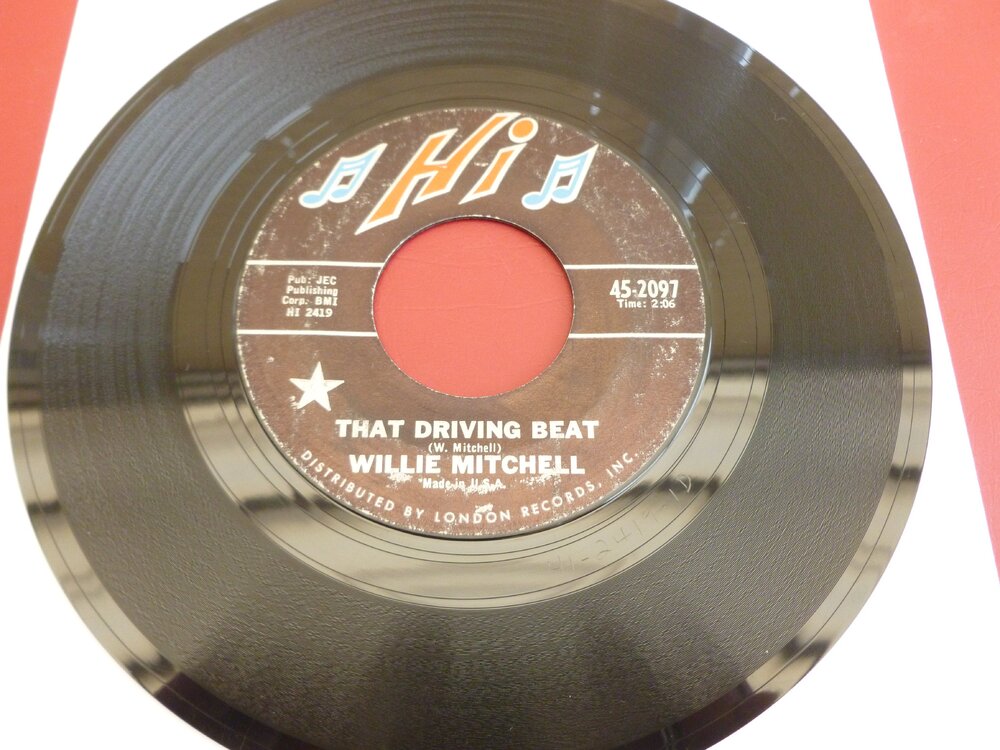 Hi
Pub: JEC
Publishing
Corp. BMI
HI 2419
45-2097
Time: 2:06
THAT DRIVING BEAT
(W. Mitchell)
WILLIE MITCHELL
Made in U.S.A.
DISTRIBUTED BY LONDON RECORDS, INC.